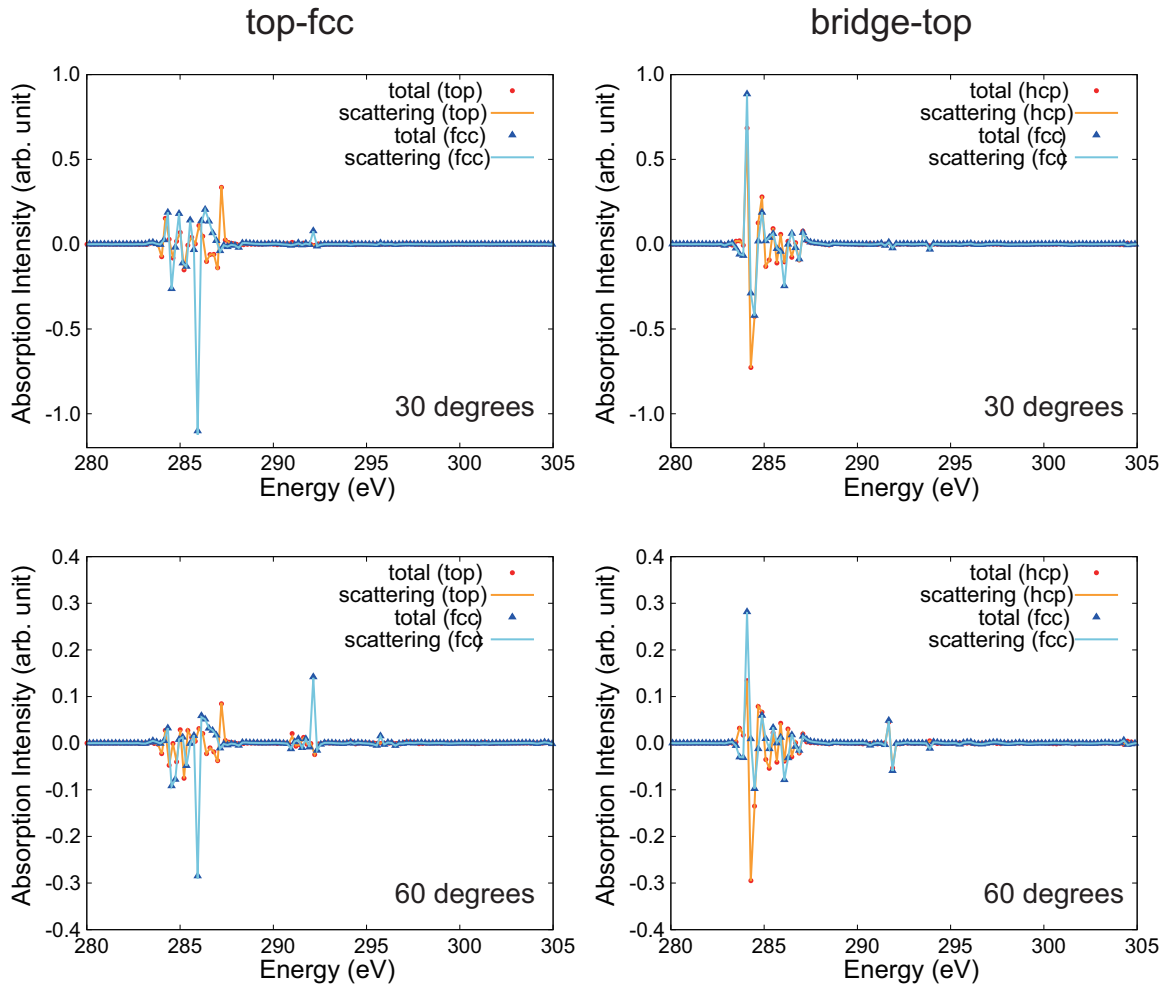 top-fcc
bridge-top
1.0
0.5
0.0
-0.5
-1.0
Absorption Intensity (arb. unit)
total (top)
scattering (top)
total (fcc)
scattering (fcc)
30 degrees
280 285 290 295 300 305
Energy (eV)
1.0
0.5
0.0
-0.5
-1.0
Absorption Intensity (arb. unit)
total (hcp)
scattering (hcp)
total (fcc)
scattering (fcc)
30 degrees
280 285 290 295 300 305
Energy (eV)
0.4
0.3
0.2
0.1
0.0
-0.1
-0.2
-0.3
-0.4
Absorption Intensity (arb. unit)
total (top)
scattering (top)
total (fcc)
scattering (fcc)
60 degrees
280 285 290 295 300 305
Energy (eV)
0.4
0.3
0.2
0.1
0.0
-0.1
-0.2
-0.3
-0.4
Absorption Intensity (arb. unit)
total (hcp)
scattering (hcp)
total (fcc)
scattering (fcc)
60 degrees
280 285 290 295 300 305
Energy (eV)